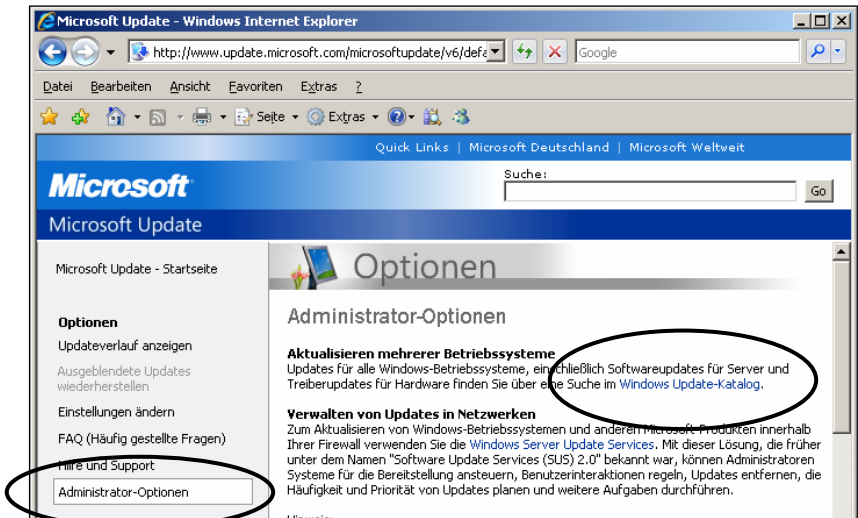 Microsoft Update - Windows Internet Explorer
http://www.update.microsoft.com/microsoftupdate/v6/defa
Google
Datei Bearbeiten Ansicht Favoriten Extras ?
Seite Extras
Quick Links | Microsoft Deutschland | Microsoft Weltweit
Microsoft
Suche:
Go
Microsoft Update
Microsoft Update - Startseite
Optionen
Updateverlauf anzeigen
Ausgeblendete Updates
wiederherstellen
Einstellungen ändern
FAQ (Häufig gestellte Fragen)
Hilfe und Support
Administrator-Optionen
Optionen
Administrator-Optionen
Aktualisieren mehrerer Betriebssysteme
Updates für alle Windows-Betriebssysteme, einschließlich Softwareupdates für Server und
Treiberupdates für Hardware finden Sie über eine Suche im Windows Update-Katalog.
Verwalten von Updates in Netzwerken
Zum Aktualisieren von Windows-Betriebssystemen und anderen Microsoft-Produkten innerhalb
Ihrer Firewall verwenden Sie die Windows Server Update Services. Mit dieser Lösung, die früher
unter dem Namen "Software Update Services (SUS) 2.0" bekannt war, können Administratoren
Systeme für die Bereitstellung ansteuern, Benutzerinteraktionen regeln, Updates entfernen, die
Häufigkeit und Priorität von Updates planen und weitere Aufgaben durchführen.